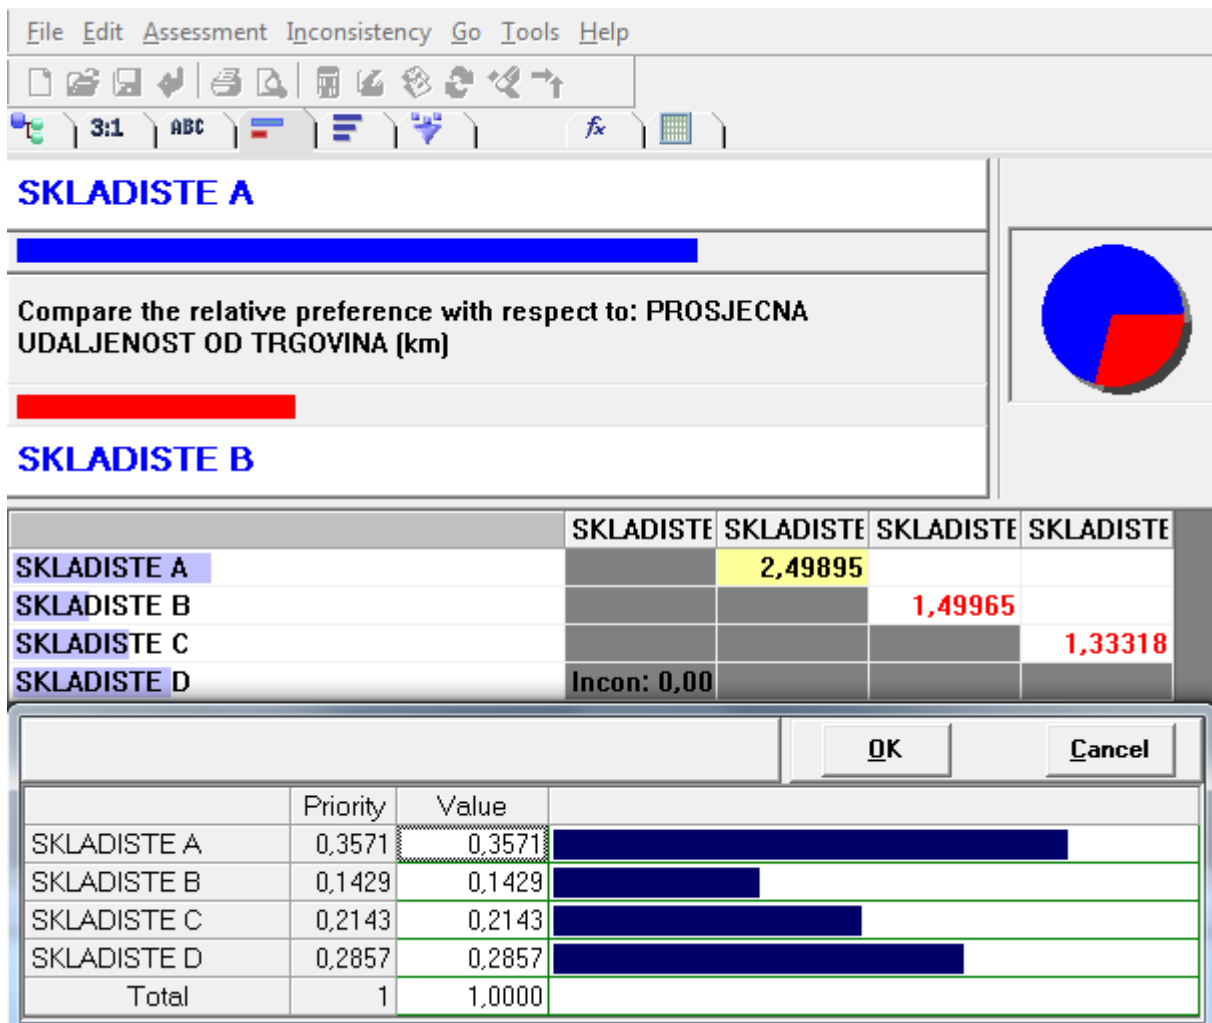 File Edit Assessment Inconsistency Go Tools Help
3:1 ABC fx
SKLADISTE A
Compare the relative preference with respect to: PROSJECNA
UDALJENOST OD TRGOVINA (km)
SKLADISTE B
SKLADISTE SKLADISTE SKLADISTE SKLADISTE
SKLADISTE A 2,49895
SKLADISTE B 1,49965
SKLADISTE C 1,33318
SKLADISTE D Incon: 0,00
OK Cancel
Priority Value
SKLADISTE A 0,3571 0,3571
SKLADISTE B 0,1429 0,1429
SKLADISTE C 0,2143 0,2143
SKLADISTE D 0,2857 0,2857
Total 1 1,0000